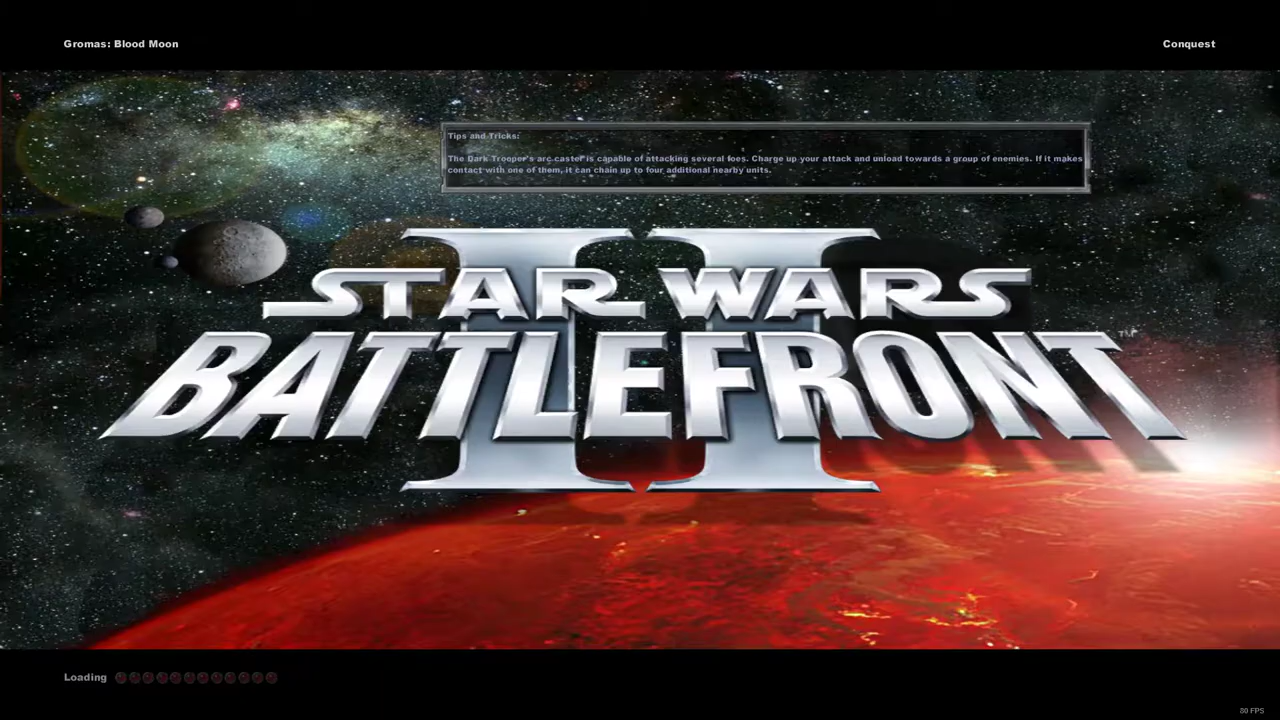 Gromas: Blood Moon
Conquest
Tips and Tricks:
The Dark Trooper's arc caster is capable of attacking several foes. Charge up your attack and unload towards a group of enemies. If it makes
contact with one of them, it can chain up to four additional nearby units.
II
STAR WARS
BATTLEFRONT™
Loading
80 FPS